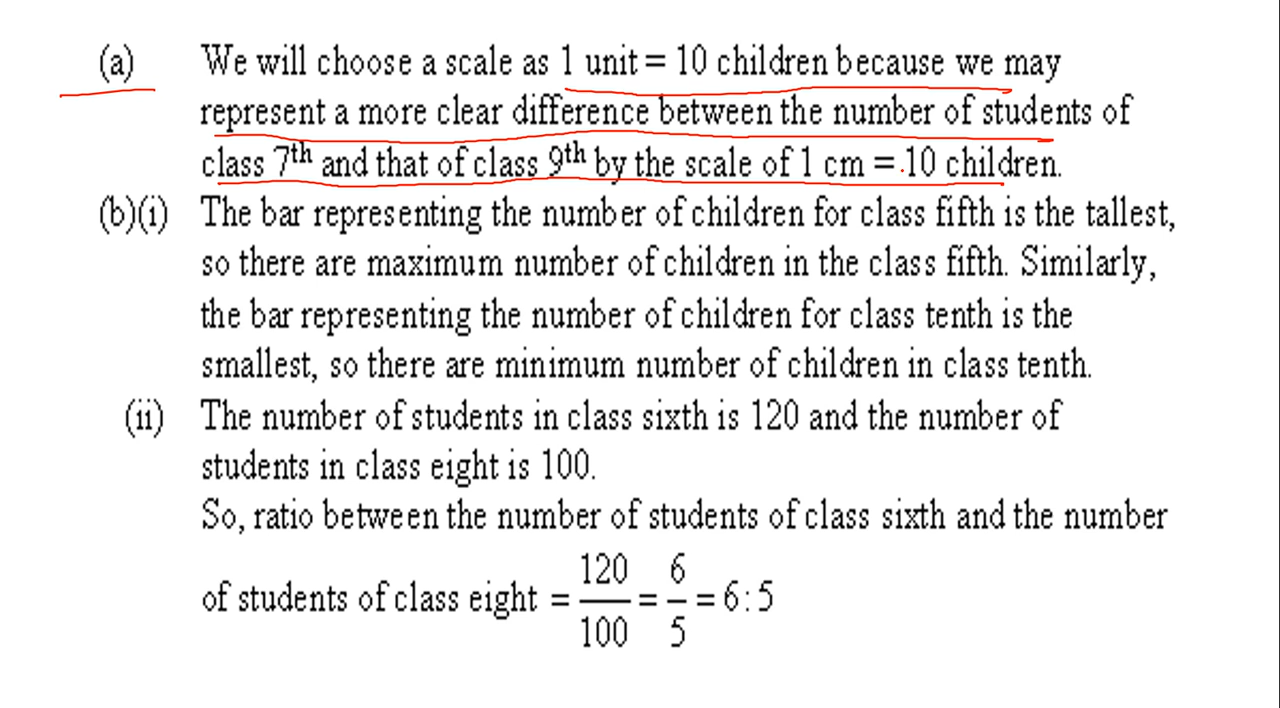 (a) We will choose a scale as 1 unit = 10 children because we may
represent a more clear difference between the number of students of
class 7th and that of class 9th by the scale of 1 cm = 10 children.
(b)(i) The bar representing the number of children for class fifth is the tallest,
so there are maximum number of children in the class fifth. Similarly,
the bar representing the number of children for class tenth is the
smallest, so there are minimum number of children in class tenth.
(ii) The number of students in class sixth is 120 and the number of
students in class eight is 100.
So, ratio between the number of students of class sixth and the number
of students of class eight = 120/100 = 6/5 = 6:5